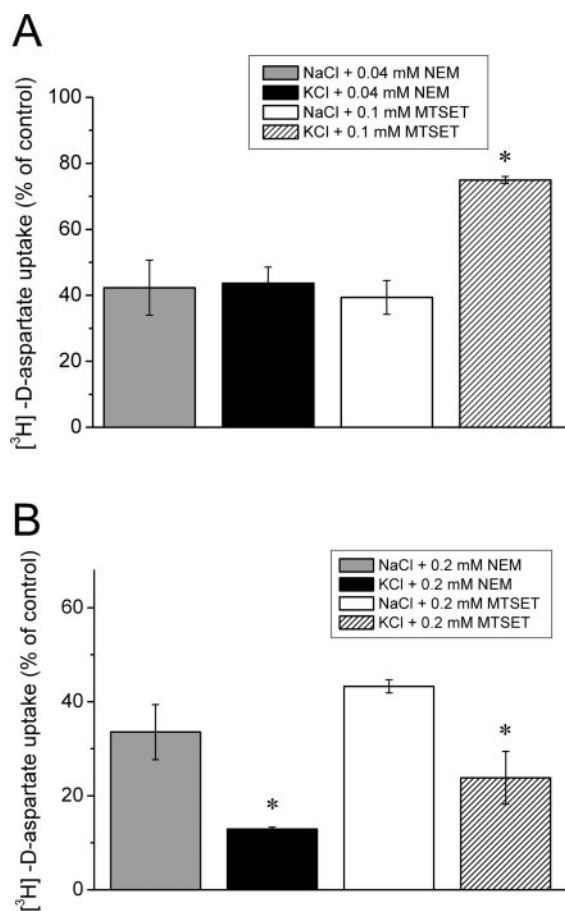 A
NaCl + 0.04 mM NEM
KCl + 0.04 mM NEM
NaCl + 0.1 mM MTSET
KCl + 0.1 mM MTSET
[³H] -D-aspartate uptake (% of control)
100
80
60
40
20
0
*
B
NaCl + 0.2 mM NEM
KCl + 0.2 mM NEM
NaCl + 0.2 mM MTSET
KCl + 0.2 mM MTSET
[³H] -D-aspartate uptake (% of control)
60
40
20
0
*
*